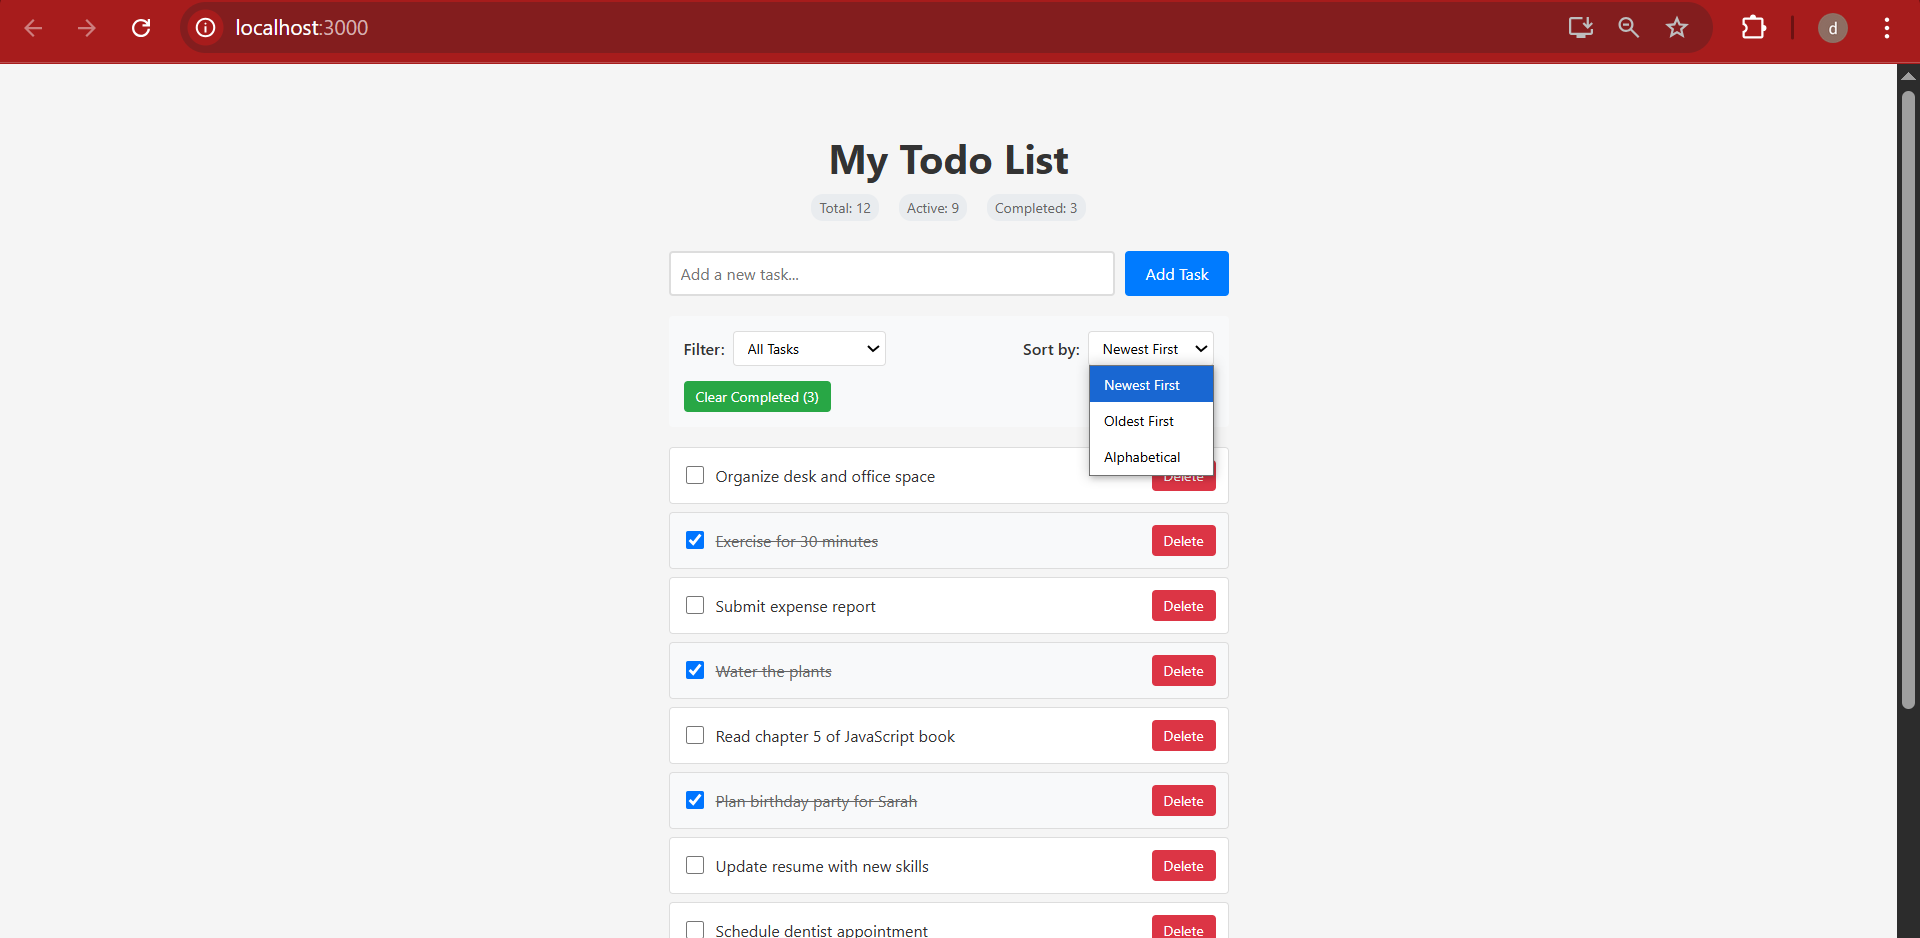 localhost:3000
d
My Todo List
Total: 12 Active: 9 Completed: 3
Add a new task... Add Task
Filter: All Tasks Sort by: Newest First
Newest First
Clear Completed (3)
Oldest First
Alphabetical
Organize desk and office space Delete
Exercise for 30 minutes Delete
Submit expense report Delete
Water the plants Delete
Read chapter 5 of JavaScript book Delete
Plan birthday party for Sarah Delete
Update resume with new skills Delete
Schedule dentist appointment Delete